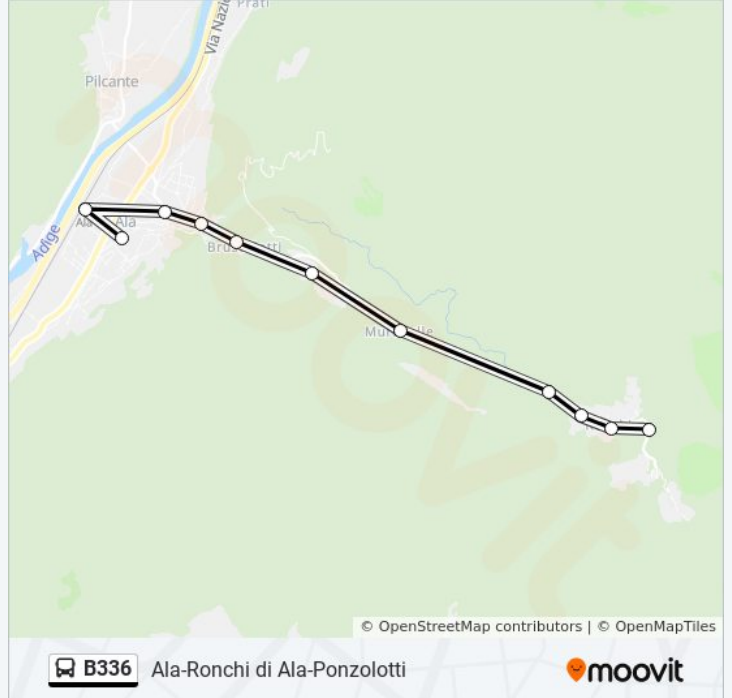 Prati
Via Nazio
Pilcante
Ala
Ala
Adige
© OpenStreetMap contributors | © OpenMapTiles
B336
Ala-Ronchi di Ala-Ponzolotti
moovit